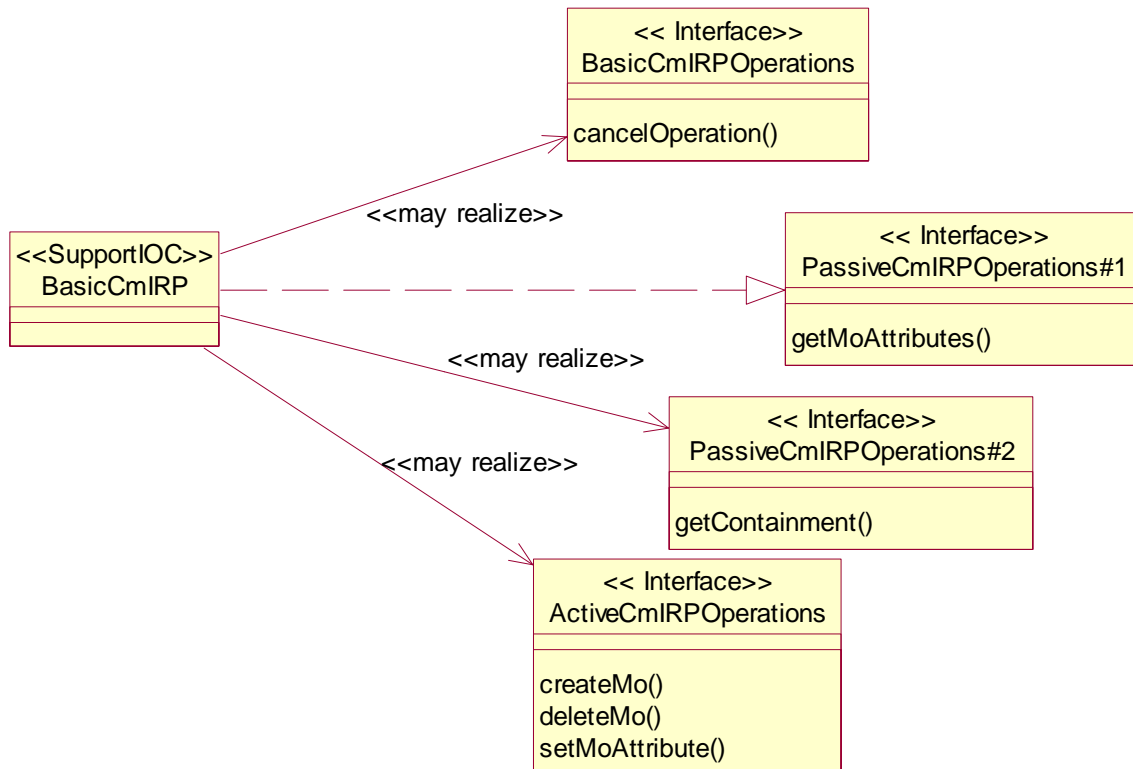 << Interface>>
BasicCmIRPOperations
cancelOperation()
<<may realize>>
<<SupportIOC>>
BasicCmIRP
<< Interface>>
PassiveCmIRPOperations#1
getMoAttributes()
<<may realize>>
<< Interface>>
PassiveCmIRPOperations#2
getContainment()
<<may realize>>
<< Interface>>
ActiveCmIRPOperations
createMo()
deleteMo()
setMoAttribute()